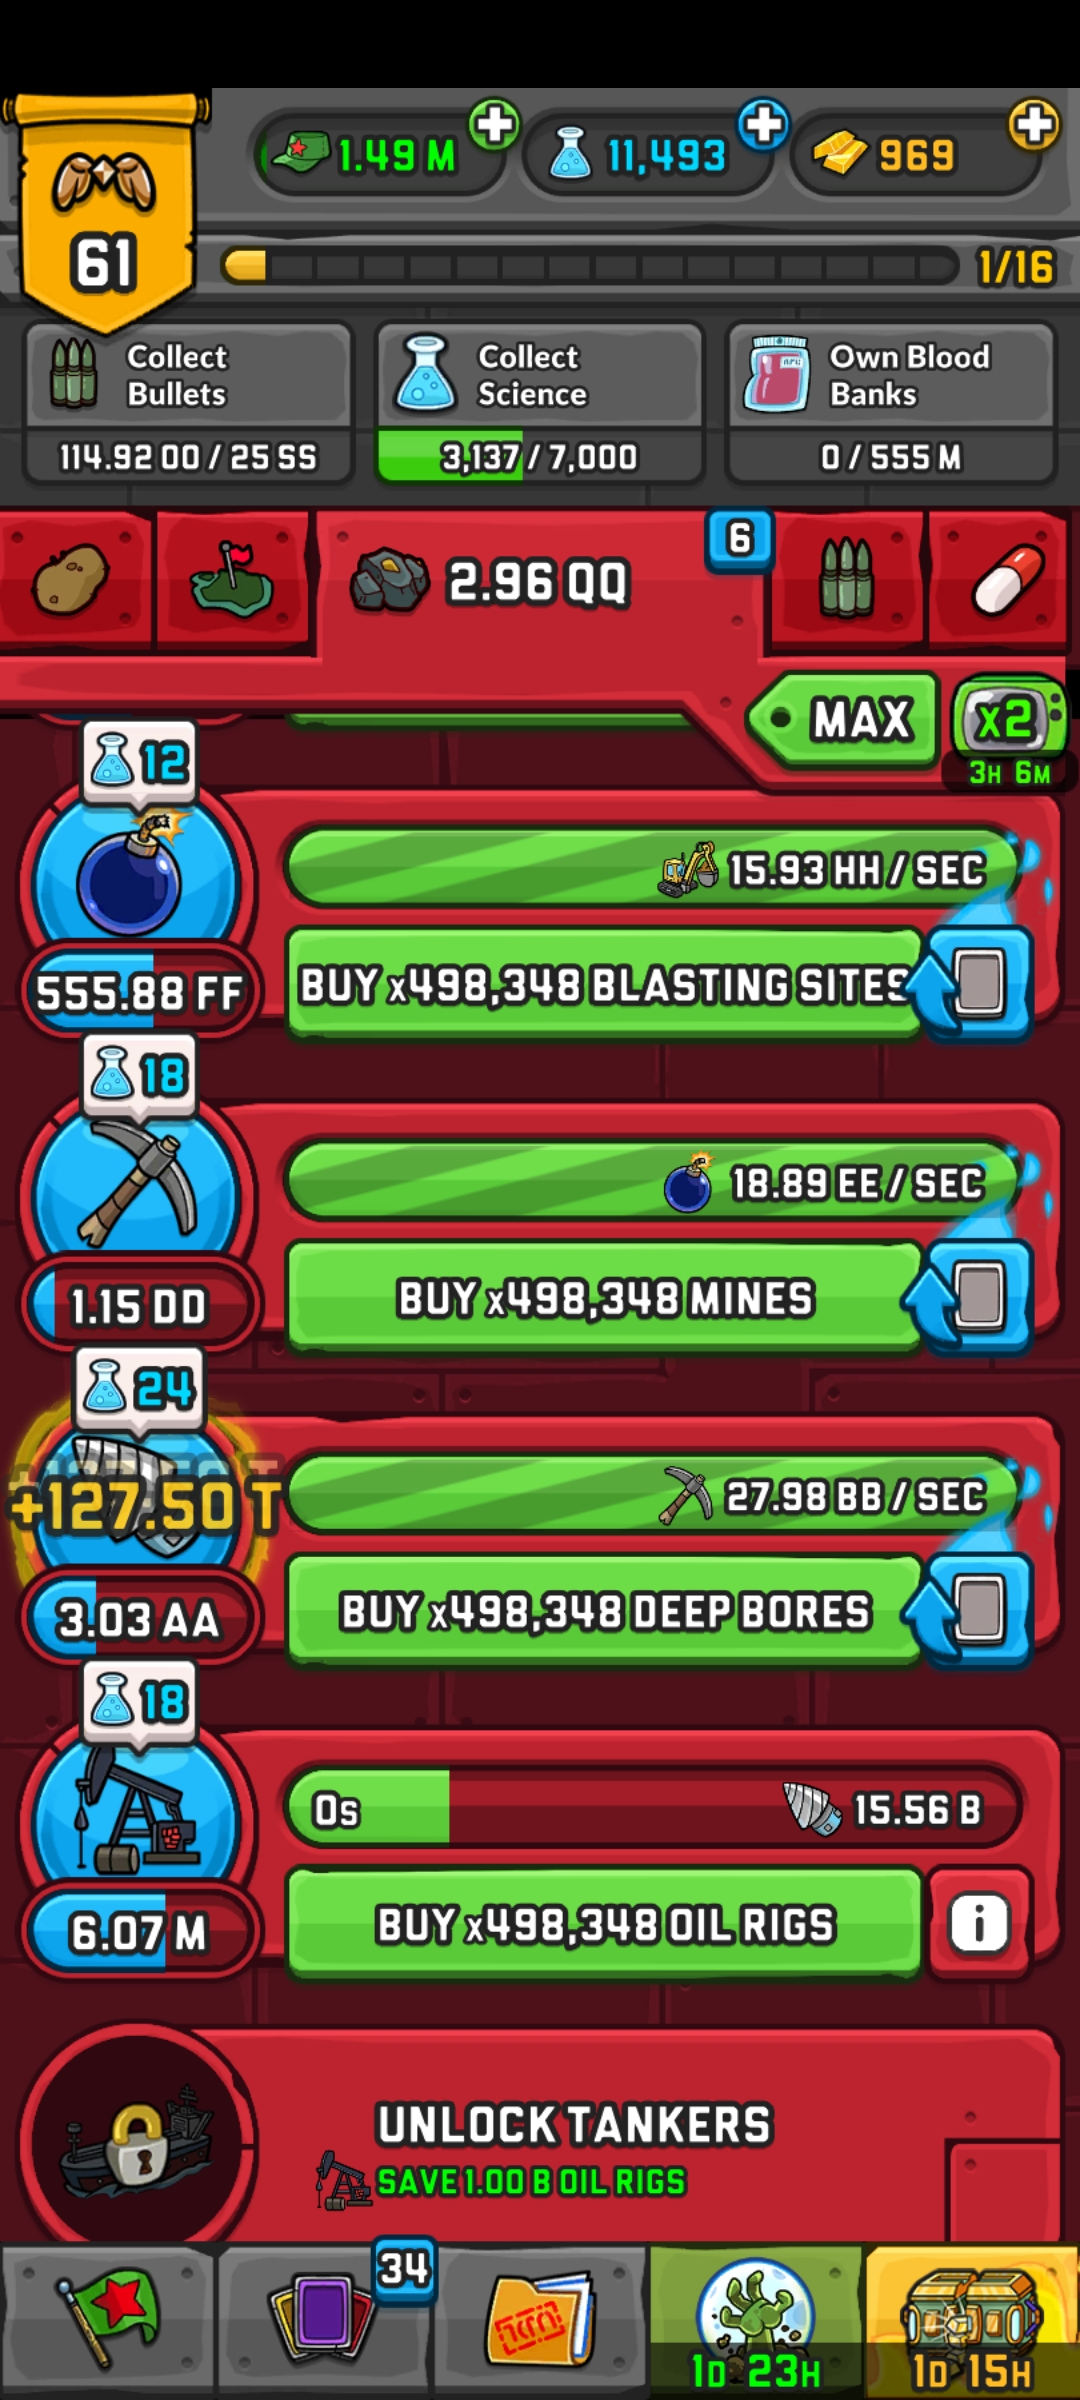 1.49 M
11,493
969
61
1/16
Collect
Bullets
114.92 OO / 25 SS
Collect
Science
3,137 / 7,000
Own Blood
Banks
0 / 555 M
2.96 QQ
6
MAX
x2
3H 6M
12
15.93 HH / SEC
555.88 FF
BUY x498,348 BLASTING SITES
18
18.89 EE / SEC
1.15 DD
BUY x498,348 MINES
24
+127.50 T
27.98 BB / SEC
3.03 AA
BUY x498,348 DEEP BORES
18
0s
15.56 B
6.07 M
BUY x498,348 OIL RIGS
i
UNLOCK TANKERS
SAVE 1.00 B OIL RIGS
34
1D 23H
1D 15H